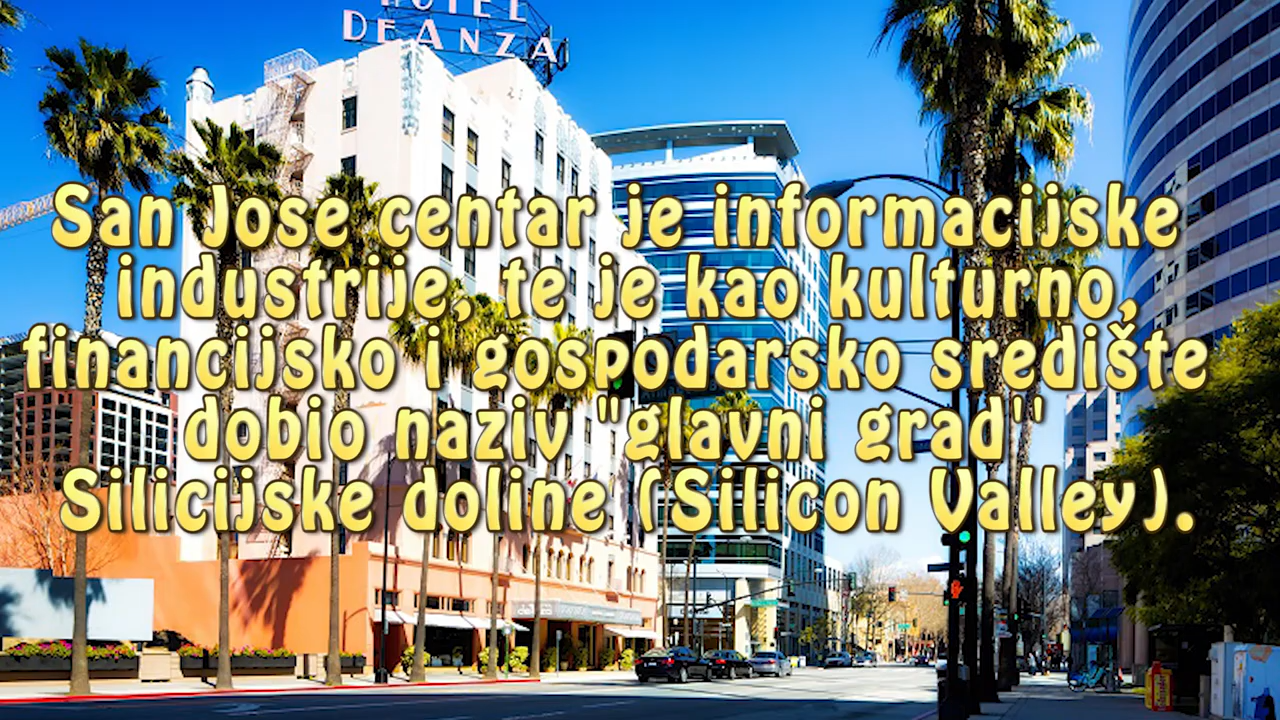 HOTEL
DE ANZA
San Jose centar je informacijske
industrije, te je kao kulturno,
financijsko i gospodarsko središte
dobio naziv "glavni grad"
Silicijske doline (Silicon Valley).